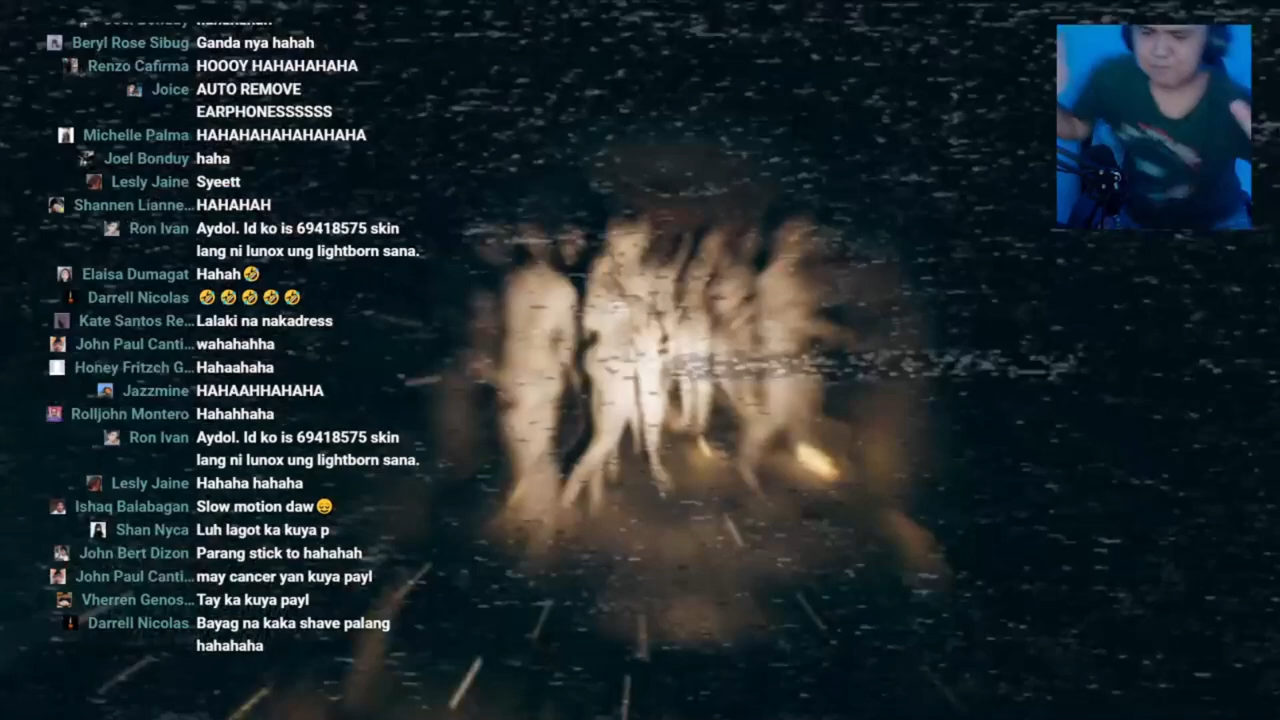 Beryl Rose Sibug Ganda nya hahah
Renzo Cafirma HOOOY HAHAHAHAHA
Joice AUTO REMOVE
EARPHONESSSSSS
Michelle Palma HAHAHAHAHAHAHAHA
Joel Bonduy haha
Lesly Jaine Syeett
Shannen Lianne... HAHAHAH
Ron Ivan Aydol. Id ko is 69418575 skin
lang ni lunox ung lightborn sana.
Elaisa Dumagat Hahah🤣
Darrell Nicolas 🤣 🤣 🤣 🤣 🤣
Kate Santos Re... Lalaki na nakadress
John Paul Canti... wahahahha
Honey Fritzch G... Hahaahaha
Jazzmine HAHAAHHAHAHA
Rolljohn Montero Hahahhaha
Ron Ivan Aydol. Id ko is 69418575 skin
lang ni lunox ung lightborn sana.
Lesly Jaine Hahaha hahaha
Ishaq Balabagan Slow motion daw😄
Shan Nyca Luh lagot ka kuya p
John Bert Dizon Parang stick to hahahah
John Paul Canti... may cancer yan kuya payl
Vherren Genos... Tay ka kuya payl
Darrell Nicolas Bayag na kaka shave palang
hahahaha